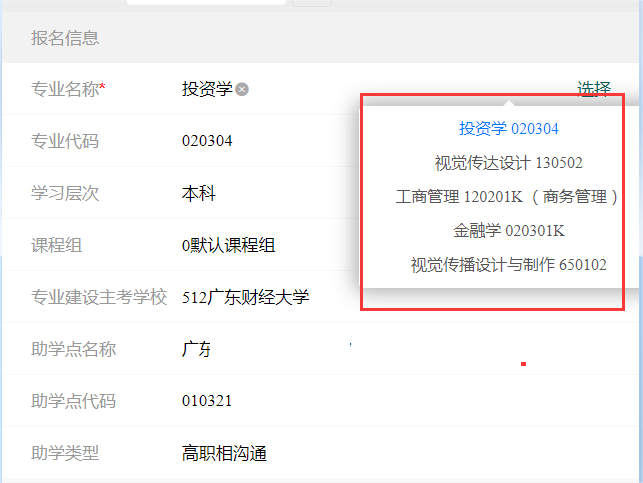 报名信息
专业名称* 投资学 选择
专业代码 020304
学习层次 本科
课程组 0默认课程组
专业建设主考学校 512广东财经大学
助学点名称 广东
助学点代码 010321
助学类型 高职相沟通
投资学 020304
视觉传达设计 130502
工商管理 120201K （商务管理）
金融学 020301K
视觉传播设计与制作 650102